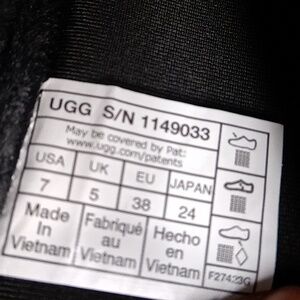 UGG S/N 1149033
May be covered by Pat:
www.ugg.com/patents
USA UK EU JAPAN
7 5 38 24
Made In Vietnam
Fabriqué au Vietnam
Hecho en Vietnam